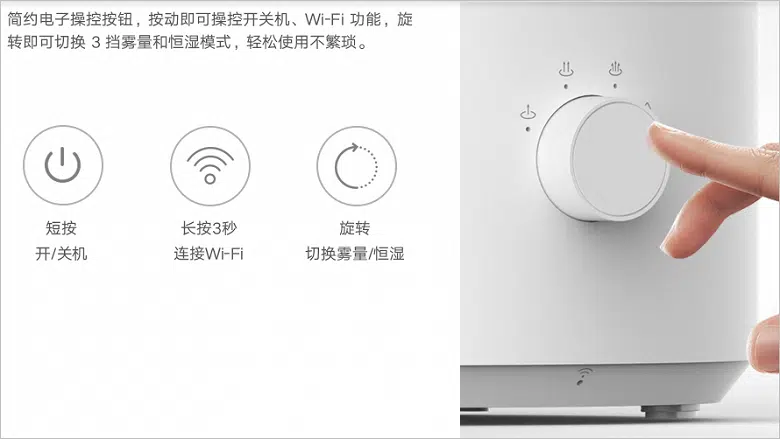 简约电子操控按钮，按动即可操控开关机、Wi-Fi 功能，旋
转即可切换 3 挡雾量和恒湿模式，轻松使用不繁琐。
短按
开/关机
长按3秒
连接Wi-Fi
旋转
切换雾量/恒湿